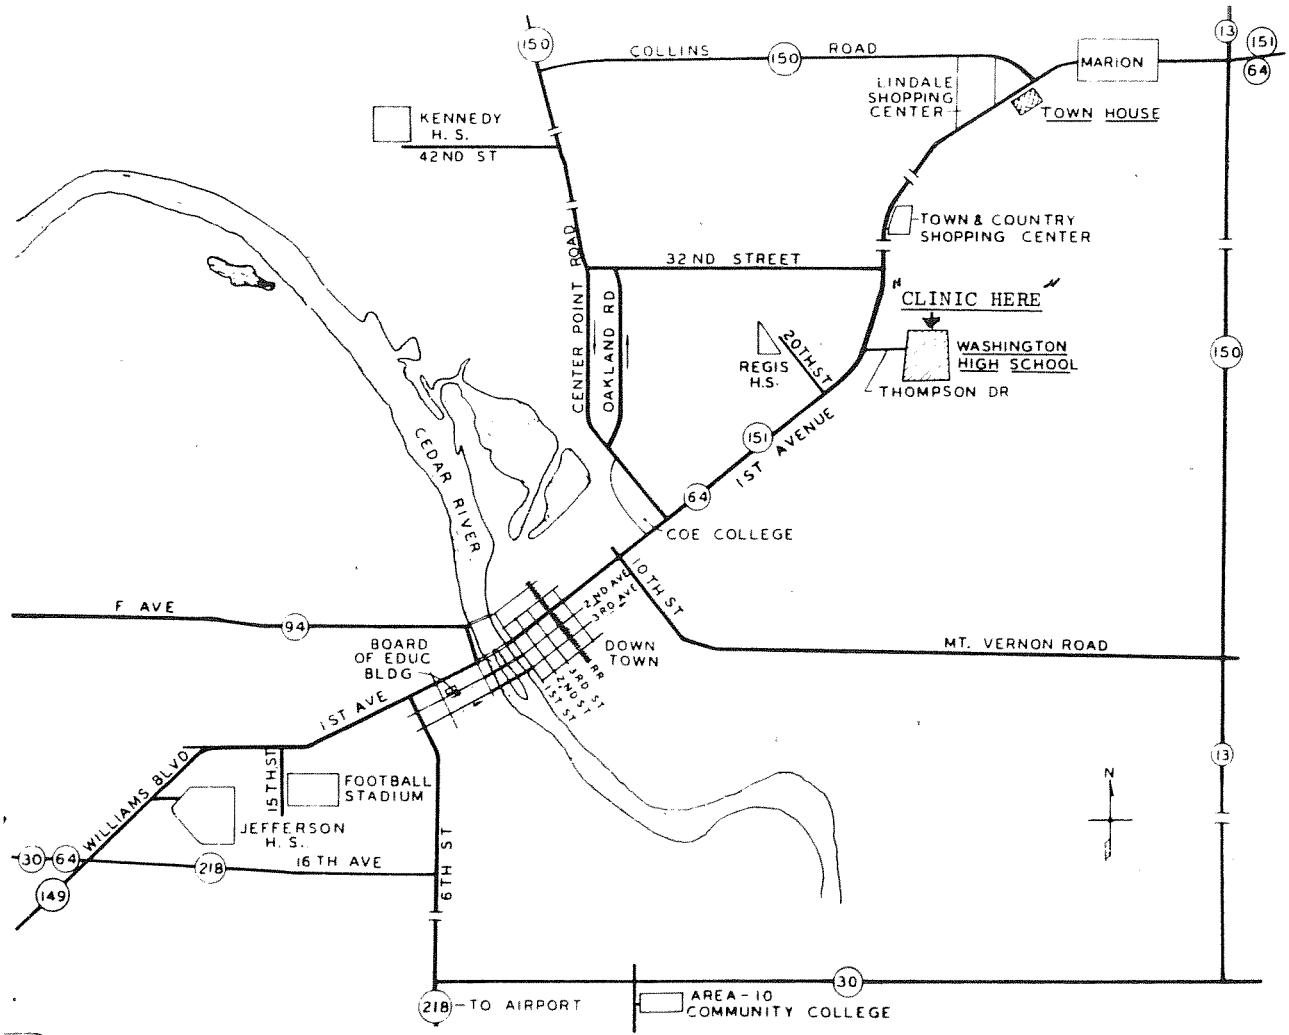 13
150
151
COLLINS
150
ROAD
MARION
64
LINDALE
SHOPPING
CENTER
TOWN HOUSE
KENNEDY
H. S.
42ND ST
TOWN & COUNTRY
SHOPPING CENTER
CENTER POINT ROAD
32ND STREET
OAKLAND RD
"CLINIC HERE"
WASHINGTON
HIGH SCHOOL
150
20TH. ST
REGIS
H.S.
THOMPSON DR
CEDAR RIVER
151
1ST AVENUE
64
COE COLLEGE
10TH ST
2ND AVE
3RD AVE
F AVE
94
BOARD
OF EDUC
BLDG
DOWN
TOWN
MT. VERNON ROAD
RR
3RD ST
2ND ST
1ST ST
1ST AVE
13
N
WILLIAMS BLVD
15TH. ST
FOOTBALL
STADIUM
JEFFERSON
H. S.
30
64
218
16TH AVE
6TH ST
149
30
218 - TO AIRPORT
AREA - 10
COMMUNITY COLLEGE